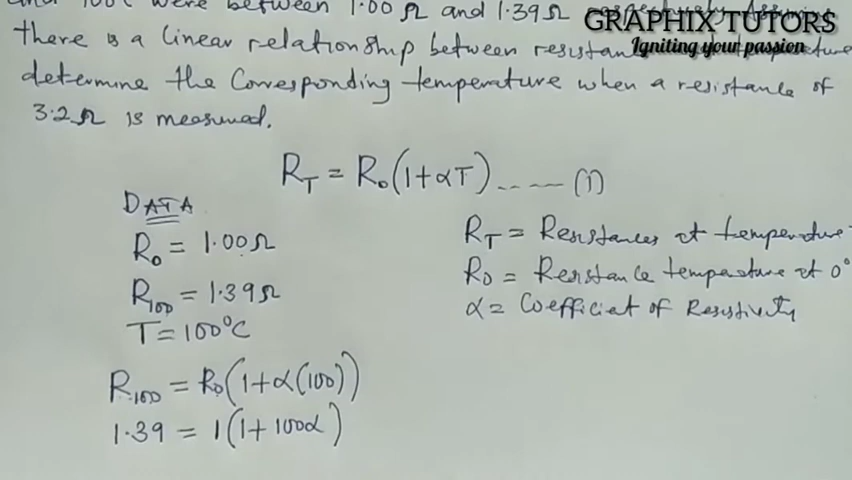 100°C were between 1.00Ω and 1.39Ω
GRAPHIX TUTORS
there is a linear relationship between resistan
Igniting your passion
determine the corresponding temperature when a resistance of
3.2Ω is measured.
R_T = R_0(1+αT) ...... (1)
DATA
R_0 = 1.00Ω
R_100 = 1.39Ω
T = 100°C
R_T = Resistances at temperature
R_0 = Resistance temperature at 0°
α = Coefficient of Resistivity
R_100 = R_0(1+α(100))
1.39 = 1(1+100α)